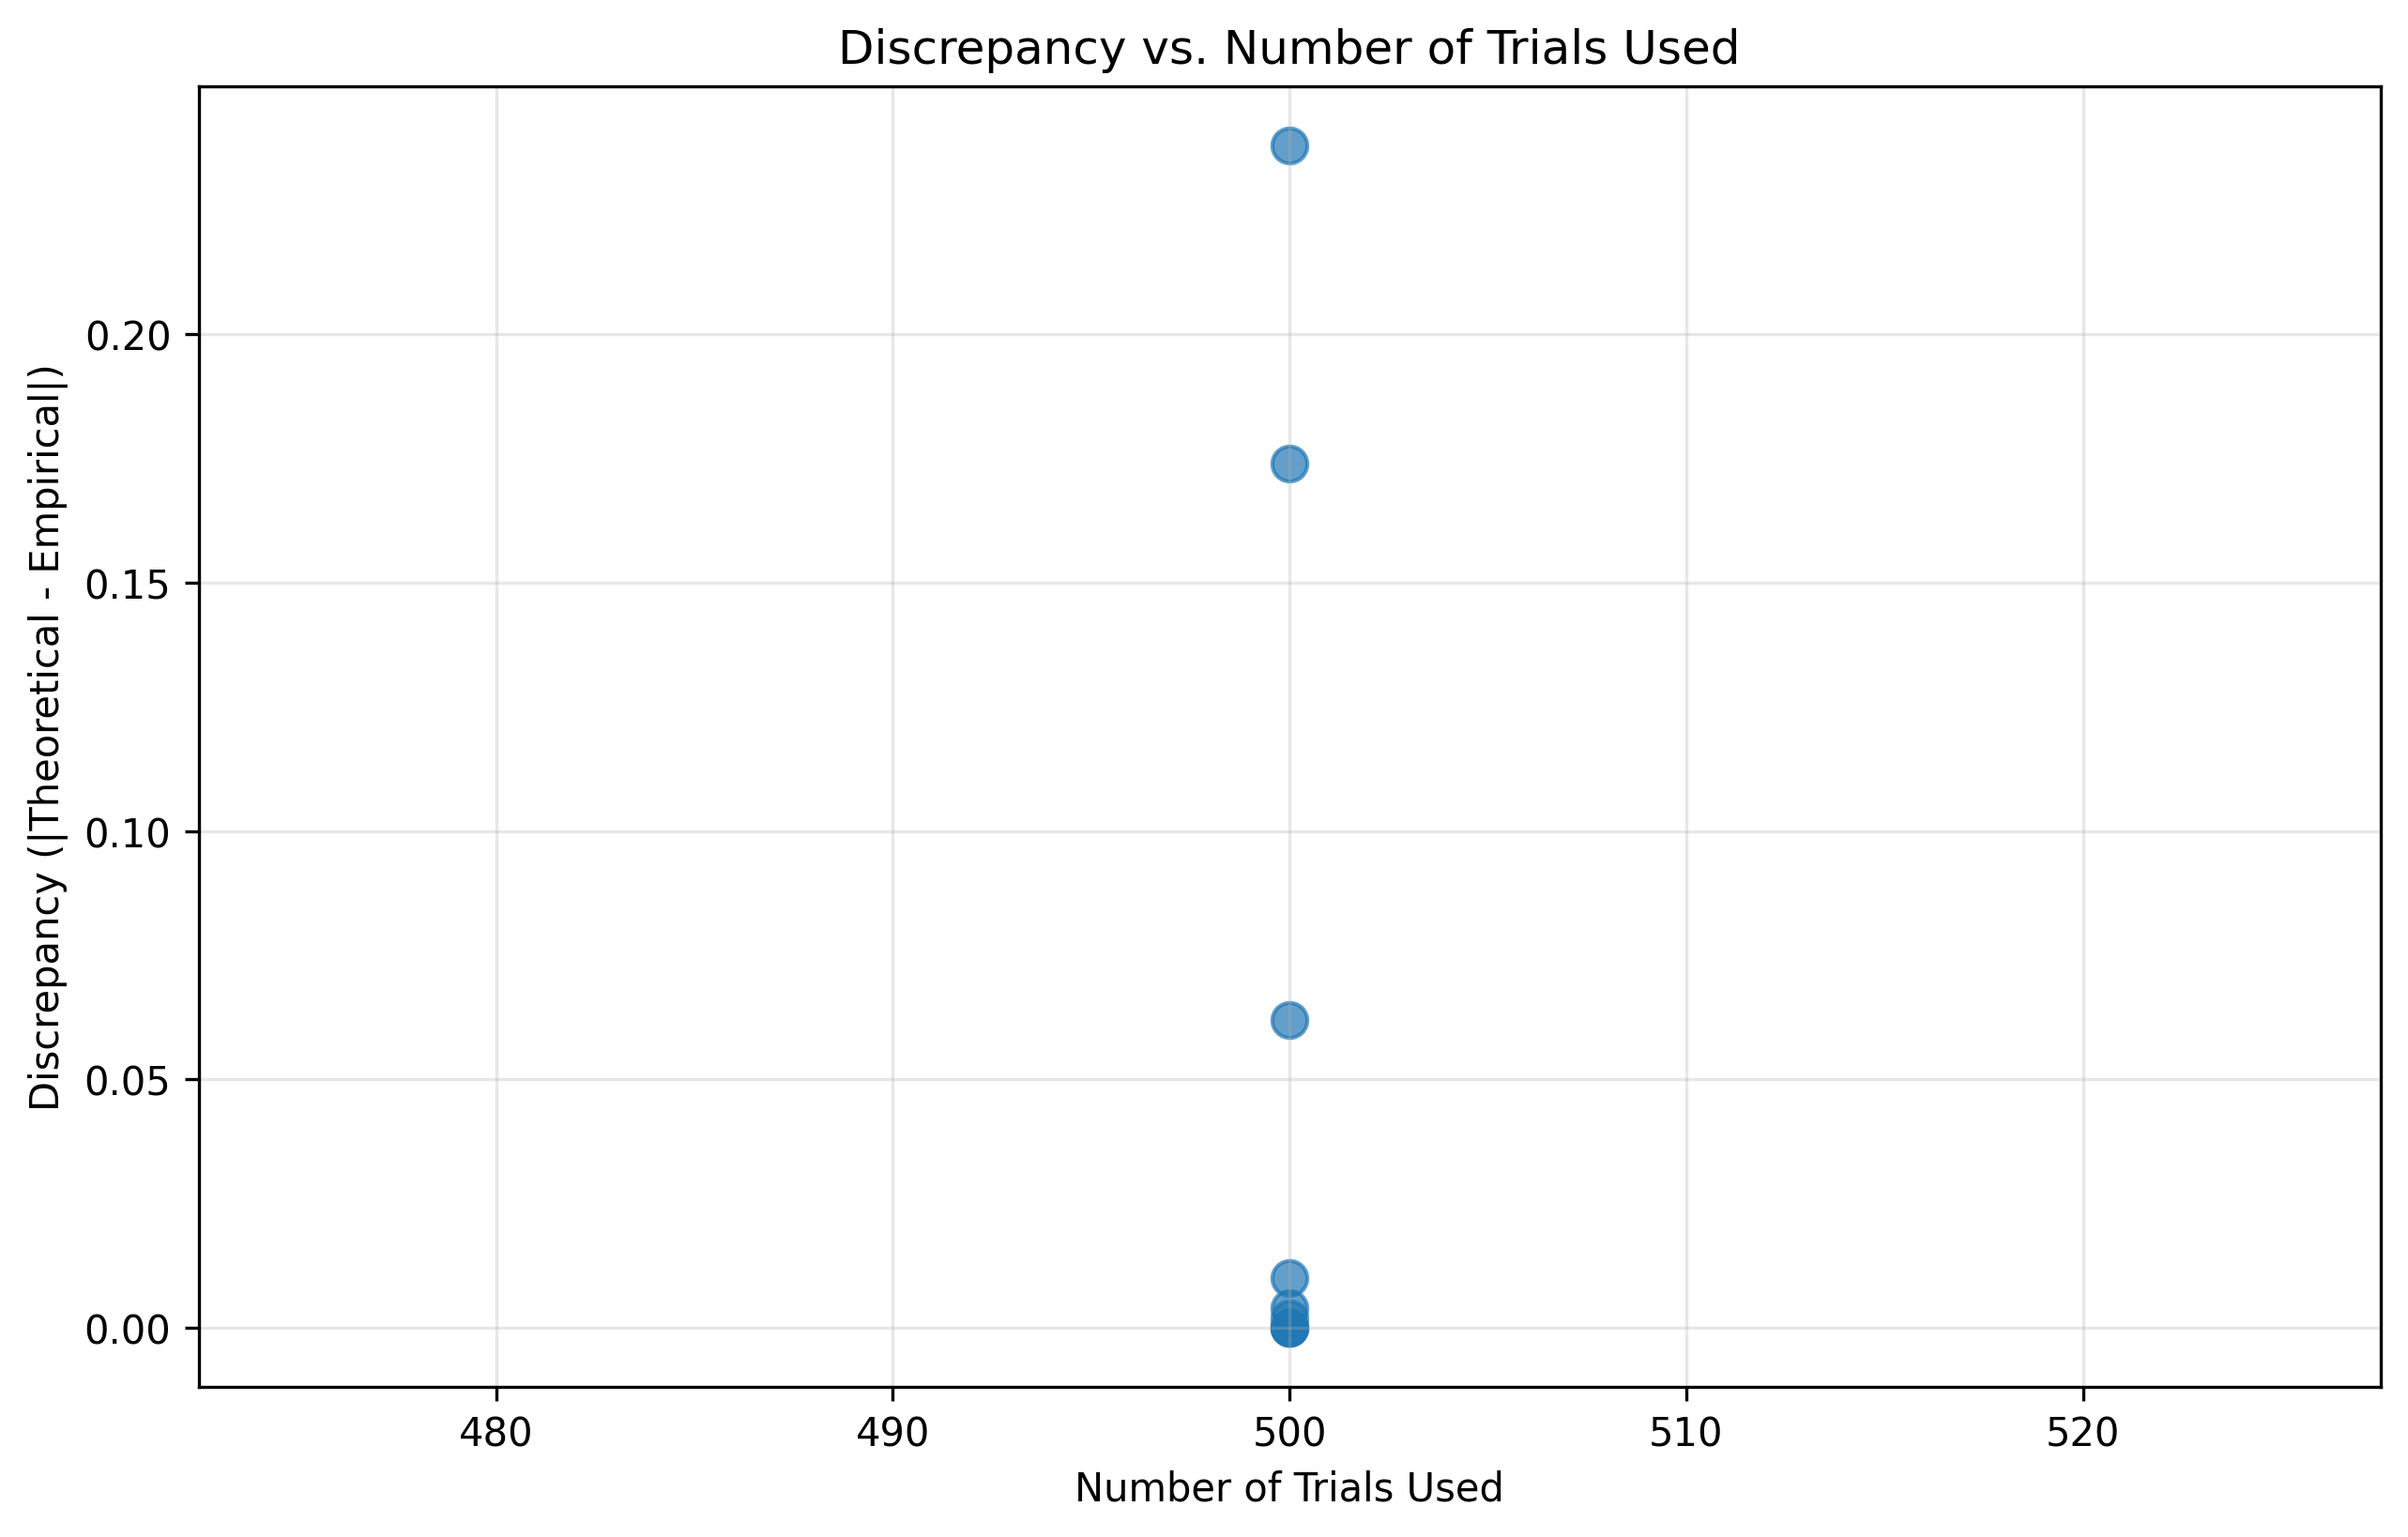 Discrepancy vs. Number of Trials Used
Discrepancy (|Theoretical - Empirical|)
0.20
0.15
0.10
0.05
0.00
480 490 500 510 520
Number of Trials Used